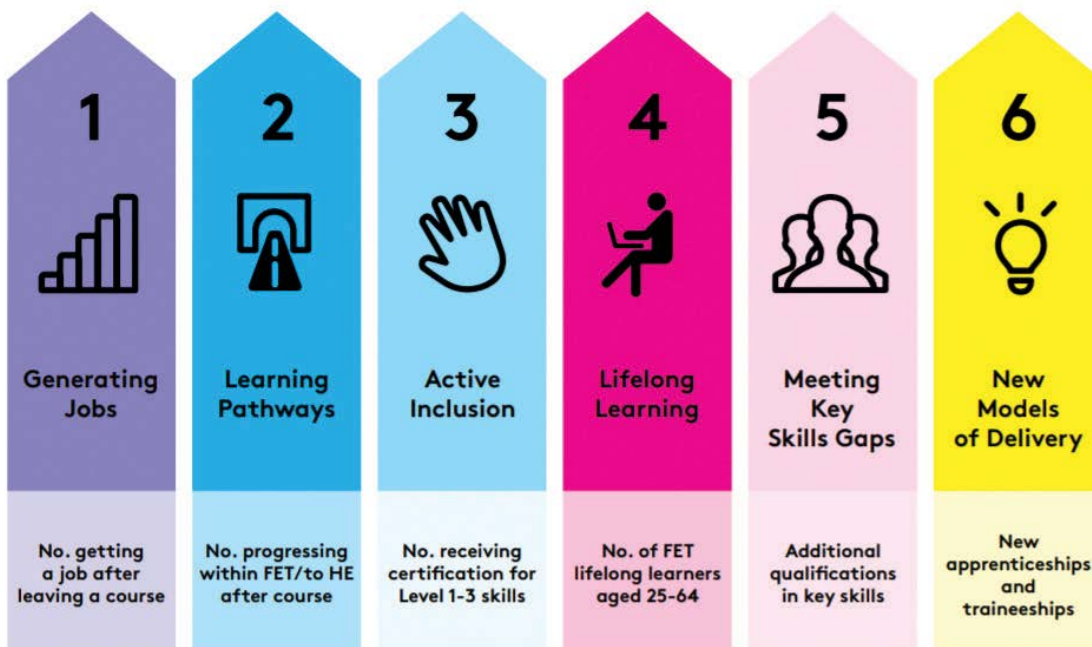 1
Generating
Jobs
No. getting
a job after
leaving a course
2
Learning
Pathways
No. progressing
within FET/to HE
after course
3
Active
Inclusion
No. receiving
certification for
Level 1-3 skills
4
Lifelong
Learning
No. of FET
lifelong learners
aged 25-64
5
Meeting
Key
Skills Gaps
Additional
qualifications
in key skills
6
New
Models
of Delivery
New
apprenticeships
and
traineeships